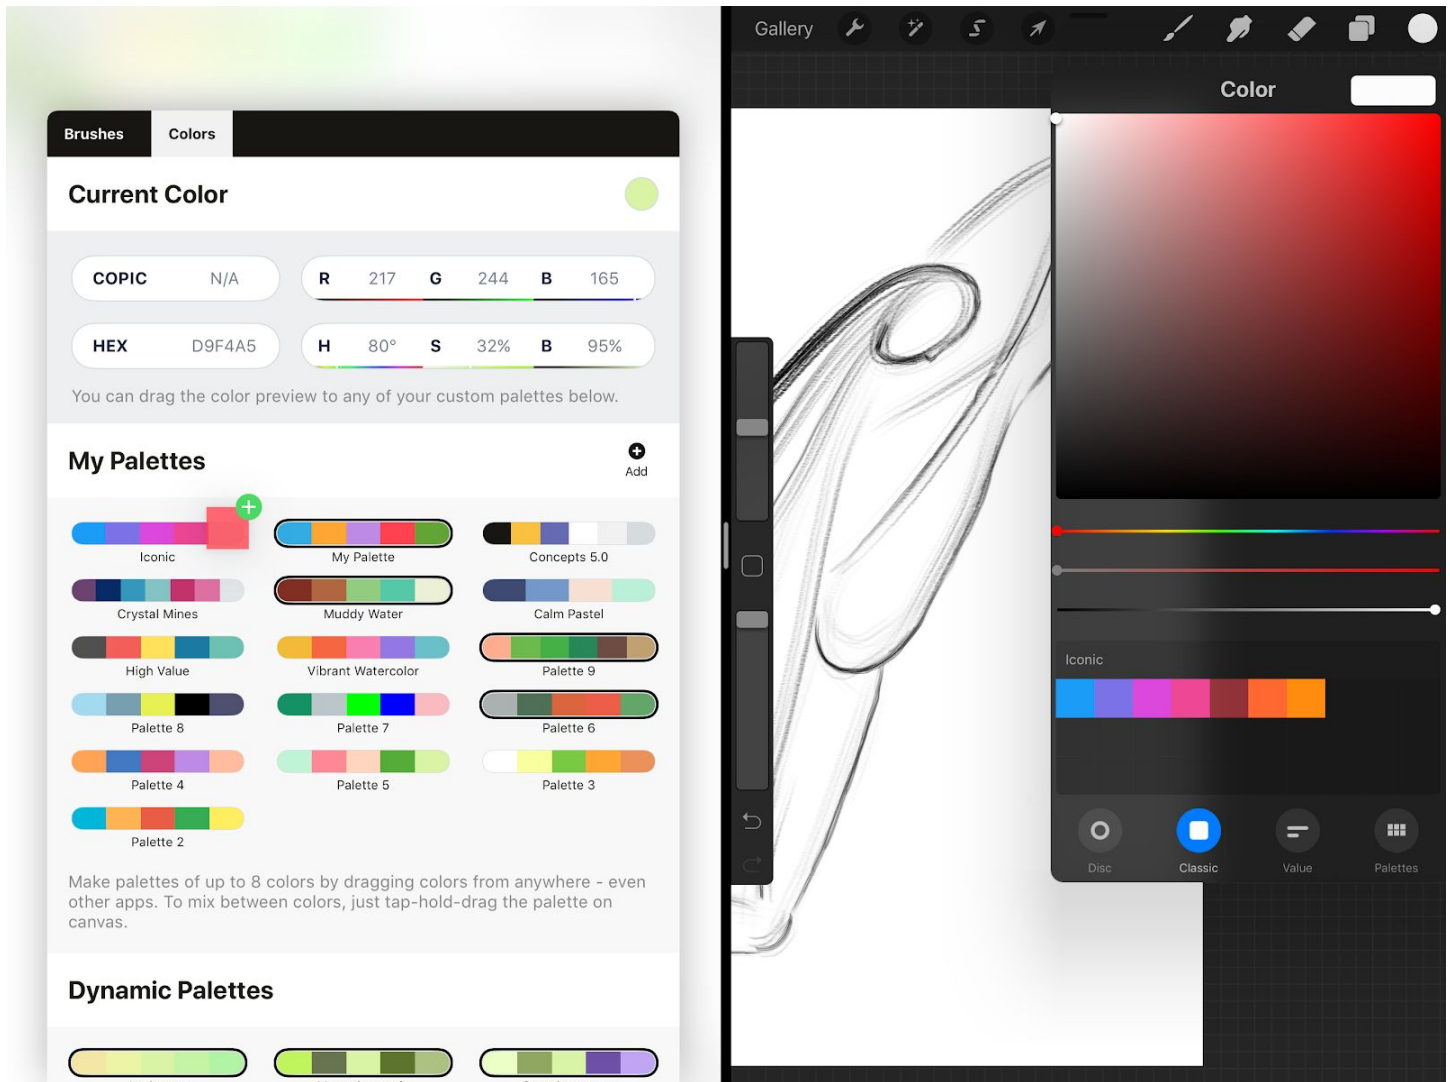 Brushes
Colors
Current Color
COPIC N/A
R 217 G 244 B 165
HEX D9F4A5
H 80° S 32% B 95%
You can drag the color preview to any of your custom palettes below.
My Palettes
Add
Iconic
My Palette
Concepts 5.0
Crystal Mines
Muddy Water
Calm Pastel
High Value
Vibrant Watercolor
Palette 9
Palette 8
Palette 7
Palette 6
Palette 4
Palette 5
Palette 3
Palette 2
Make palettes of up to 8 colors by dragging colors from anywhere - even
other apps. To mix between colors, just tap-hold-drag the palette on
canvas.
Dynamic Palettes
Gallery
Color
Iconic
Disc
Classic
Value
Palettes